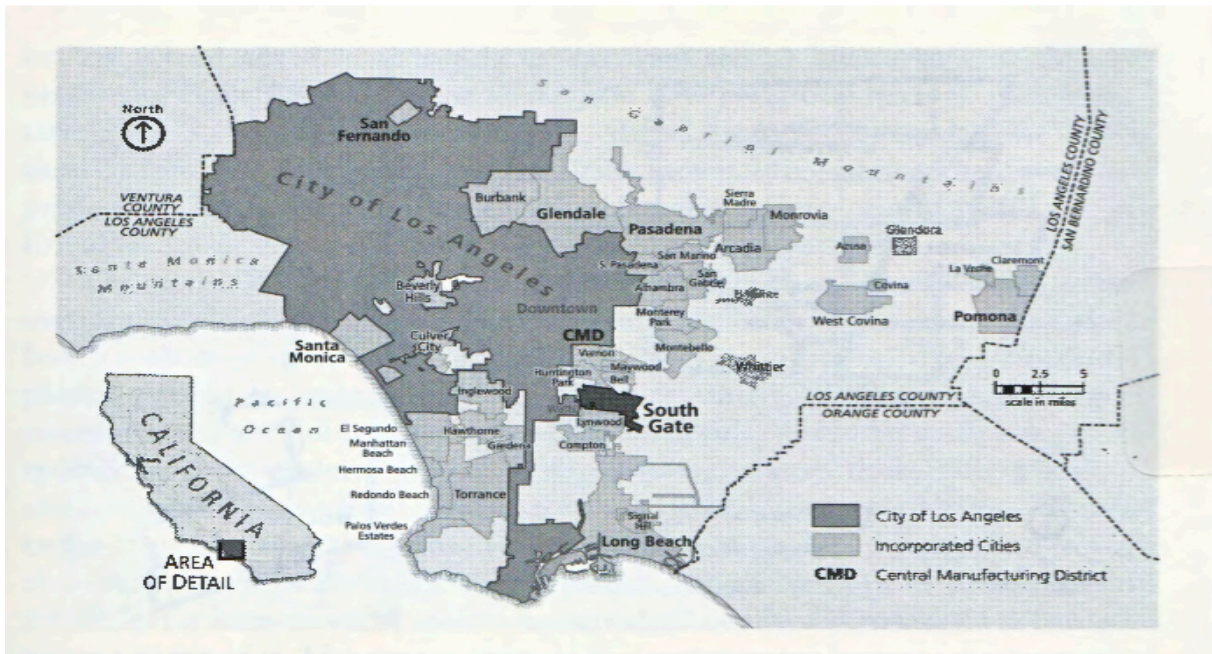 North
San
Fernando
San Gabriel Mountains
City of Los Angeles
VENTURA
COUNTY
LOS ANGELES
COUNTY
Santa Monica
Mountains
Burbank
Glendale
Pasadena
Sierra
Madre
Monrovia
Arcadia
San Marino
S. Pasadena
San
Gabriel
Alhambra
Azusa
Glendora
LOS ANGELES COUNTY
SAN BERNARDINO COUNTY
La Verne
Claremont
Covina
West Covina
Pomona
Beverly
Hills
Downtown
CMD
Monterey
Park
Montebello
Santa
Monica
Culver
City
Vernon
Maywood
Huntington
Park
Bell
Whittier
Inglewood
South
Gate
Lynwood
Compton
LOS ANGELES COUNTY
ORANGE COUNTY
0 2.5 5
scale in miles
Pacific
Ocean
El Segundo
Hawthorne
Gardena
Manhattan
Beach
Hermosa Beach
Redondo Beach
Torrance
Palos Verdes
Estates
Signal
Hill
Long Beach
CALIFORNIA
AREA
OF DETAIL
City of Los Angeles
Incorporated Cities
CMD Central Manufacturing District